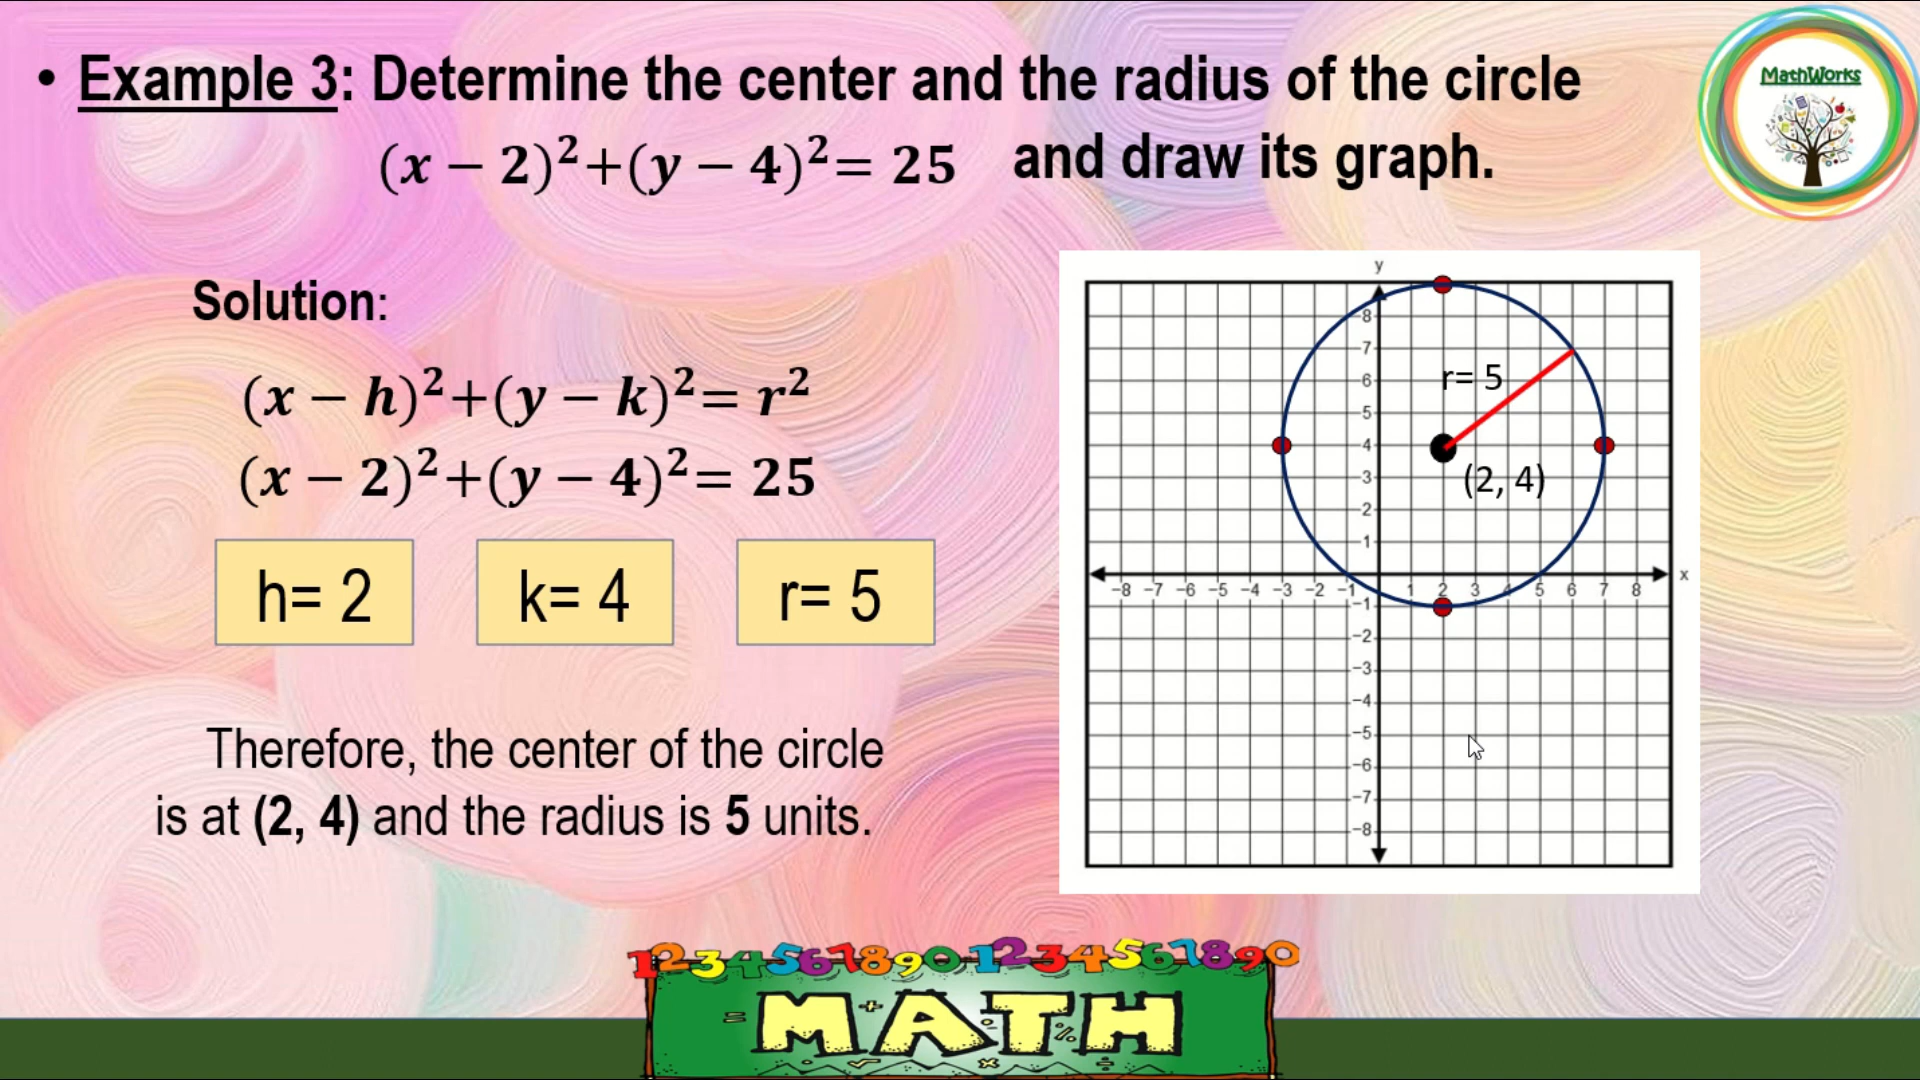 • Example 3: Determine the center and the radius of the circle
(x − 2)²+(y − 4)²= 25 and draw its graph.
MathWorks
Solution:
(x − h)²+(y − k)²= r²
(x − 2)²+(y − 4)²= 25
h= 2 k= 4 r= 5
Therefore, the center of the circle
is at (2, 4) and the radius is 5 units.
y
8
7
r= 5
6
5
4
(2, 4)
3
2
1
x
−8 −7 −6 −5 −4 −3 −2 −1 1 2 3 4 5 6 7 8
−1
−2
−3
−4
−5
−6
−7
−8
12345678901234567890
MATH